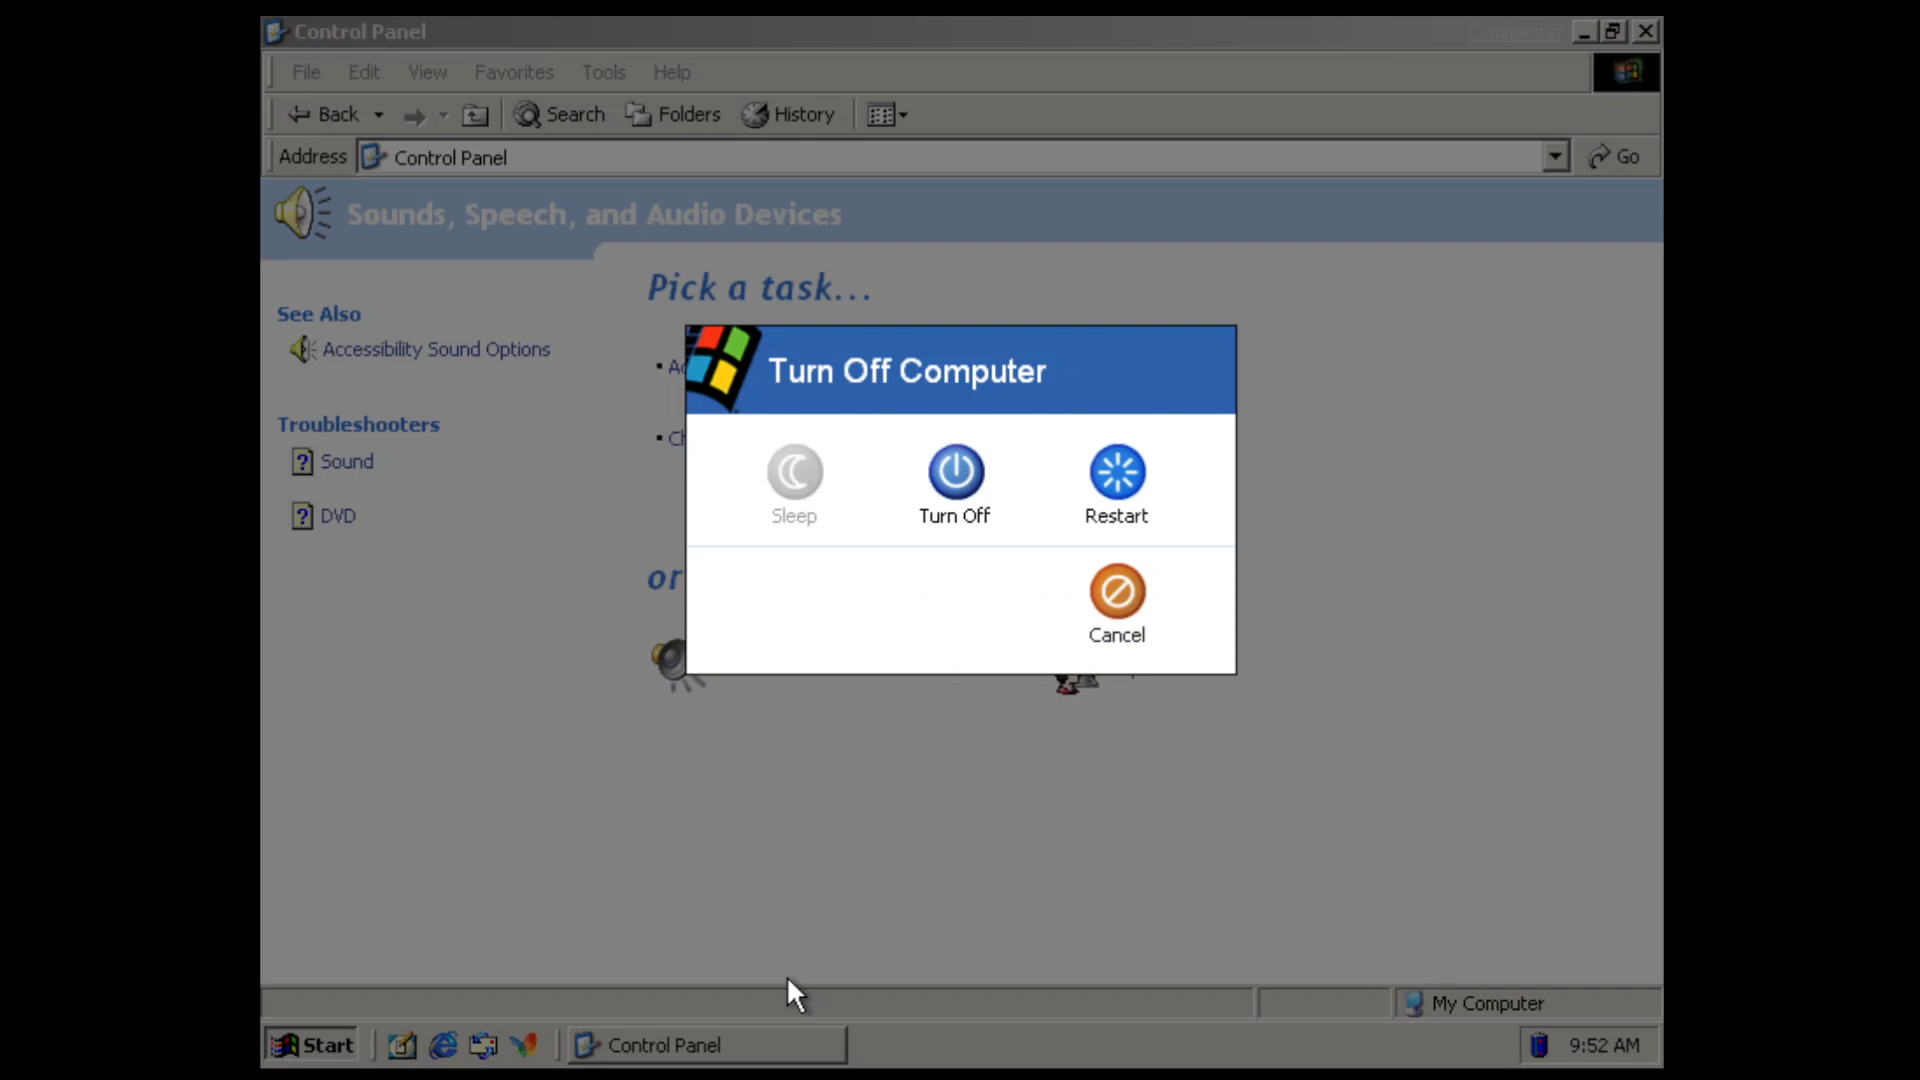 Control Panel
File Edit View Favorites Tools Help
Back Search Folders History
Address Control Panel Go
Sounds, Speech, and Audio Devices
Pick a task...
See Also
Accessibility Sound Options
Troubleshooters
Sound
DVD
or
Turn Off Computer
Sleep Turn Off Restart
Cancel
My Computer
Start Control Panel 9:52 AM